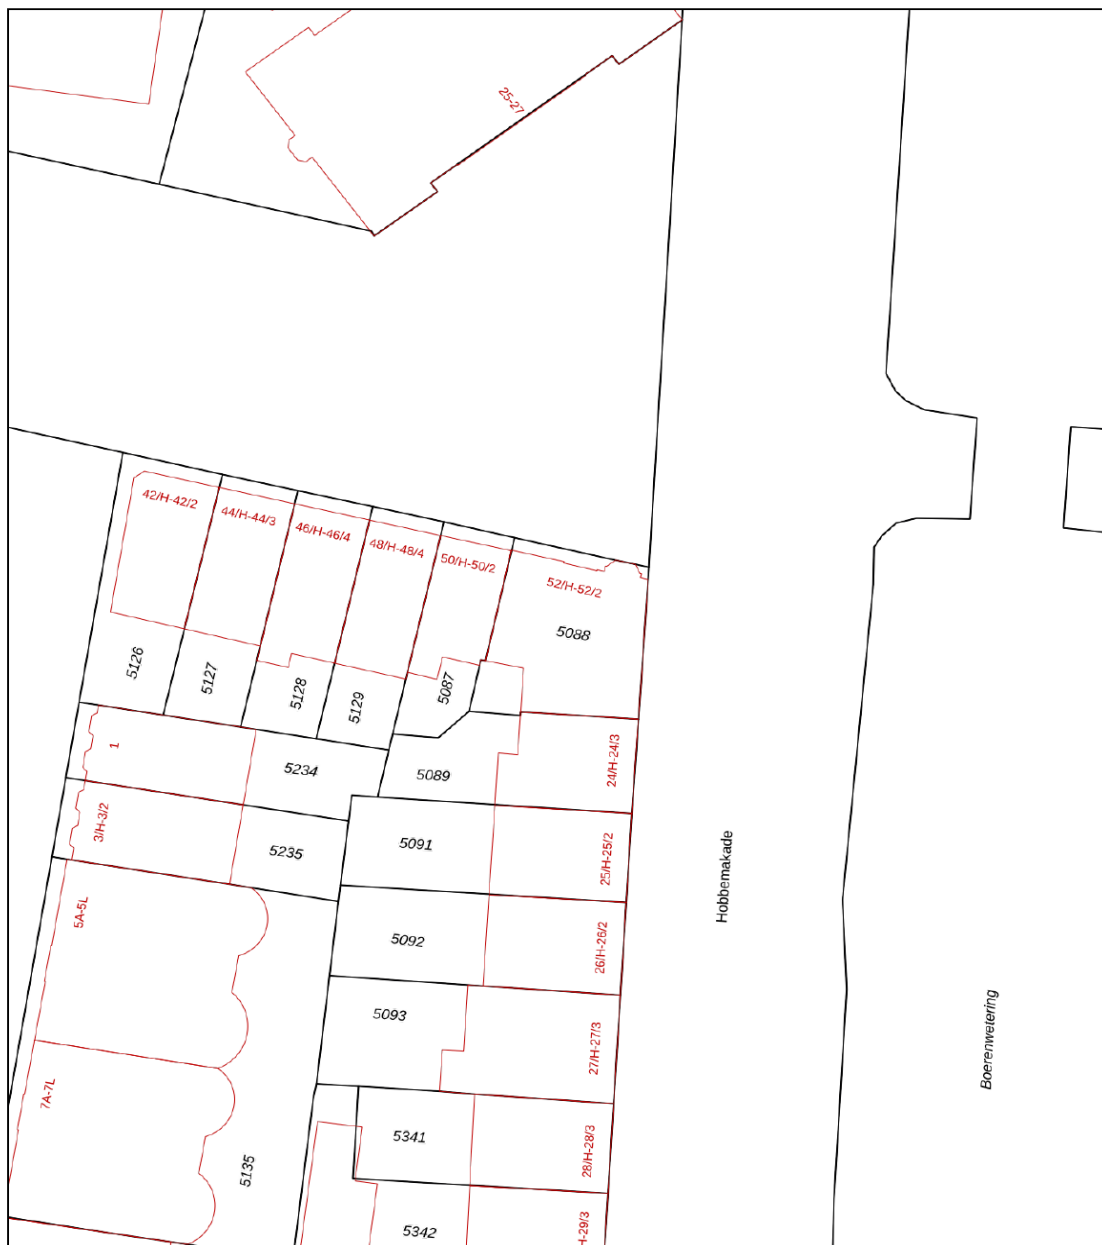 25-27
42/H-42/2
44/H-44/3
46/H-46/4
48/H-48/4
50/H-50/2
52/H-52/2
5088
5126
5127
5128
5129
5087
1
5234
5089
24/H-24/3
3/H-3/2
5235
5091
25/H-25/2
Hobbemakade
5A-5L
5092
26/H-26/2
5093
27/H-27/3
Boerenwetering
7A-7L
5135
5341
28/H-28/3
5342
H-29/3